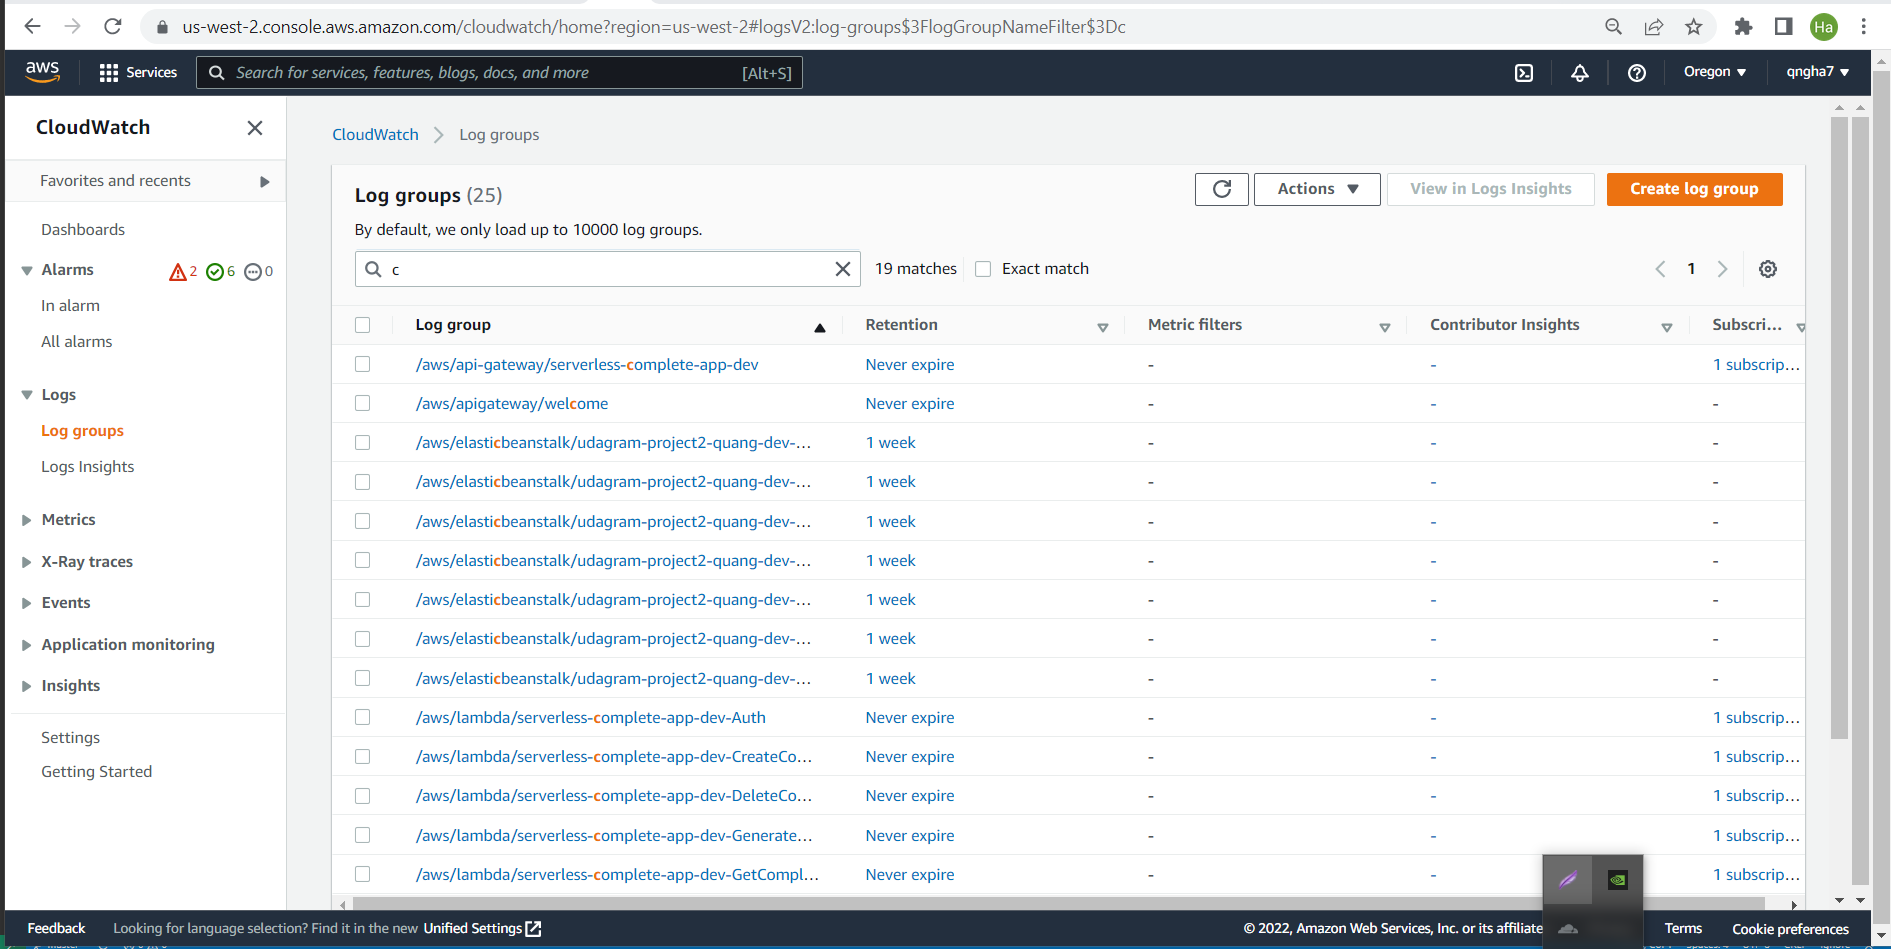 us-west-2.console.aws.amazon.com/cloudwatch/home?region=us-west-2#logsV2:log-groups$3FlogGroupNameFilter$3Dc
Ha
aws
Services
Search for services, features, blogs, docs, and more
[Alt+S]
Oregon
qngha7
CloudWatch
Favorites and recents
Dashboards
Alarms
2
6
0
In alarm
All alarms
Logs
Log groups
Logs Insights
Metrics
X-Ray traces
Events
Application monitoring
Insights
Settings
Getting Started
CloudWatch
Log groups
Log groups (25)
Actions
View in Logs Insights
Create log group
By default, we only load up to 10000 log groups.
c
19 matches
Exact match
1
Log group
Retention
Metric filters
Contributor Insights
Subscri...
/aws/api-gateway/serverless-complete-app-dev Never expire - - 1 subscrip...
/aws/apigateway/welcome Never expire - - -
/aws/elasticbeanstalk/udagram-project2-quang-dev-... 1 week - - -
/aws/elasticbeanstalk/udagram-project2-quang-dev-... 1 week - - -
/aws/elasticbeanstalk/udagram-project2-quang-dev-... 1 week - - -
/aws/elasticbeanstalk/udagram-project2-quang-dev-... 1 week - - -
/aws/elasticbeanstalk/udagram-project2-quang-dev-... 1 week - - -
/aws/elasticbeanstalk/udagram-project2-quang-dev-... 1 week - - -
/aws/elasticbeanstalk/udagram-project2-quang-dev-... 1 week - - -
/aws/lambda/serverless-complete-app-dev-Auth Never expire - - 1 subscrip...
/aws/lambda/serverless-complete-app-dev-CreateCo... Never expire - - 1 subscrip...
/aws/lambda/serverless-complete-app-dev-DeleteCo... Never expire - - 1 subscrip...
/aws/lambda/serverless-complete-app-dev-Generate... Never expire - - 1 subscrip...
/aws/lambda/serverless-complete-app-dev-GetCompl... Never expire - - 1 subscrip...
Feedback
Looking for language selection? Find it in the new Unified Settings
© 2022, Amazon Web Services, Inc. or its affiliate
Terms
Cookie preferences